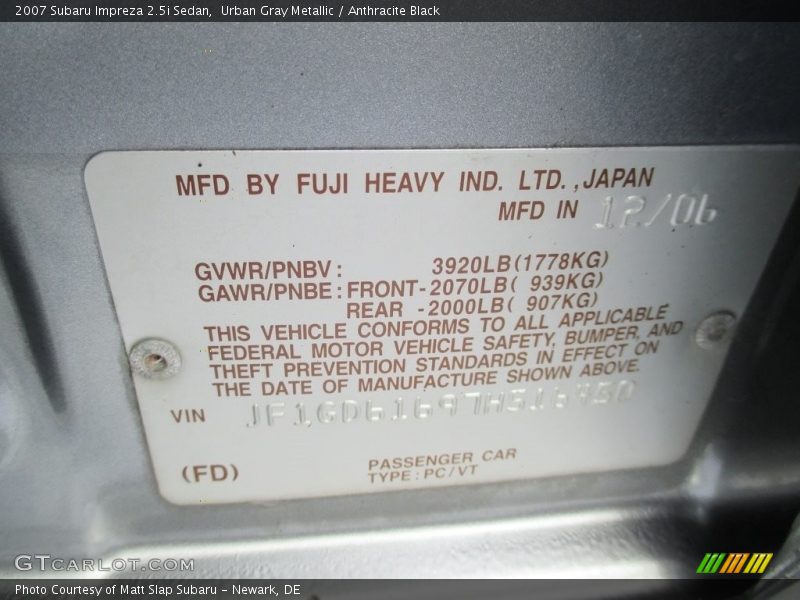 2007 Subaru Impreza 2.5i Sedan,  Urban Gray Metallic / Anthracite Black
MFD BY FUJI HEAVY IND. LTD. , JAPAN
MFD IN 12/06
GVWR/PNBV : 3920LB(1778KG)
GAWR/PNBE : FRONT-2070LB( 939KG)
REAR -2000LB( 907KG)
THIS VEHICLE CONFORMS TO ALL APPLICABLE
FEDERAL MOTOR VEHICLE SAFETY, BUMPER, AND
THEFT PREVENTION STANDARDS IN EFFECT ON
THE DATE OF MANUFACTURE SHOWN ABOVE.
VIN JF1GD61697H516450
(FD)
PASSENGER CAR
TYPE : PC/VT
GTCARLOT.COM
Photo Courtesy of Matt Slap Subaru - Newark, DE